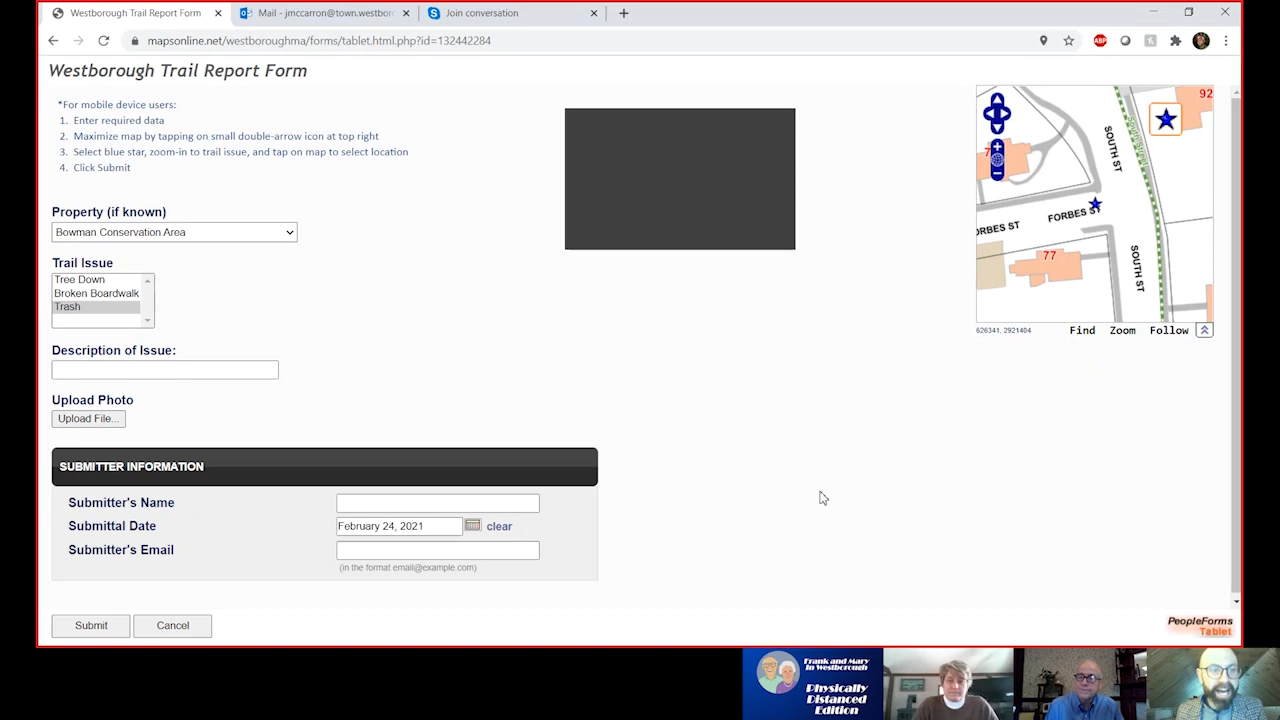 Westborough Trail Report Form
Mail - jmccarron@town.westbor
Join conversation
mapsonline.net/westboroughma/forms/tablet.html.php?id=132442284
ABP
Westborough Trail Report Form
*For mobile device users:
1. Enter required data
2. Maximize map by tapping on small double-arrow icon at top right
3. Select blue star, zoom-in to trail issue, and tap on map to select location
4. Click Submit
Property (if known)
Bowman Conservation Area
Trail Issue
Tree Down
Broken Boardwalk
Trash
Description of Issue:
Upload Photo
Upload File...
SUBMITTER INFORMATION
Submitter's Name
Submittal Date
February 24, 2021
clear
Submitter's Email
(in the format email@example.com)
Submit
Cancel
92
7
SOUTH ST
South Street
FORBES ST
ORBES ST
77
SOUTH ST
626341, 2921404
Find
Zoom
Follow
PeopleForms
Tablet
Frank and Mary
In Westborough
Physically
Distanced
Edition